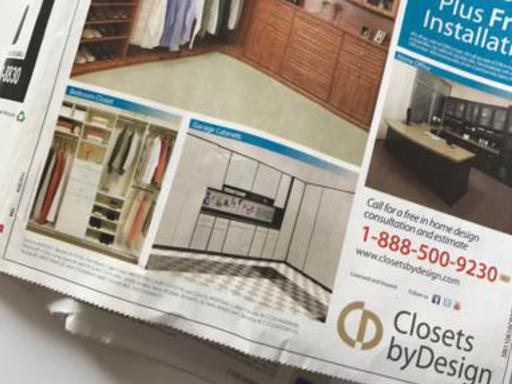 Plus Fr
Installati
-8830
Home Office
Bedroom Closet
Garage Cabinets
Call for a free in home design
consultation and estimate
1-888-500-9230
www.closetsbydesign.com
Licensed and Insured
Follow us
Closets
byDesign